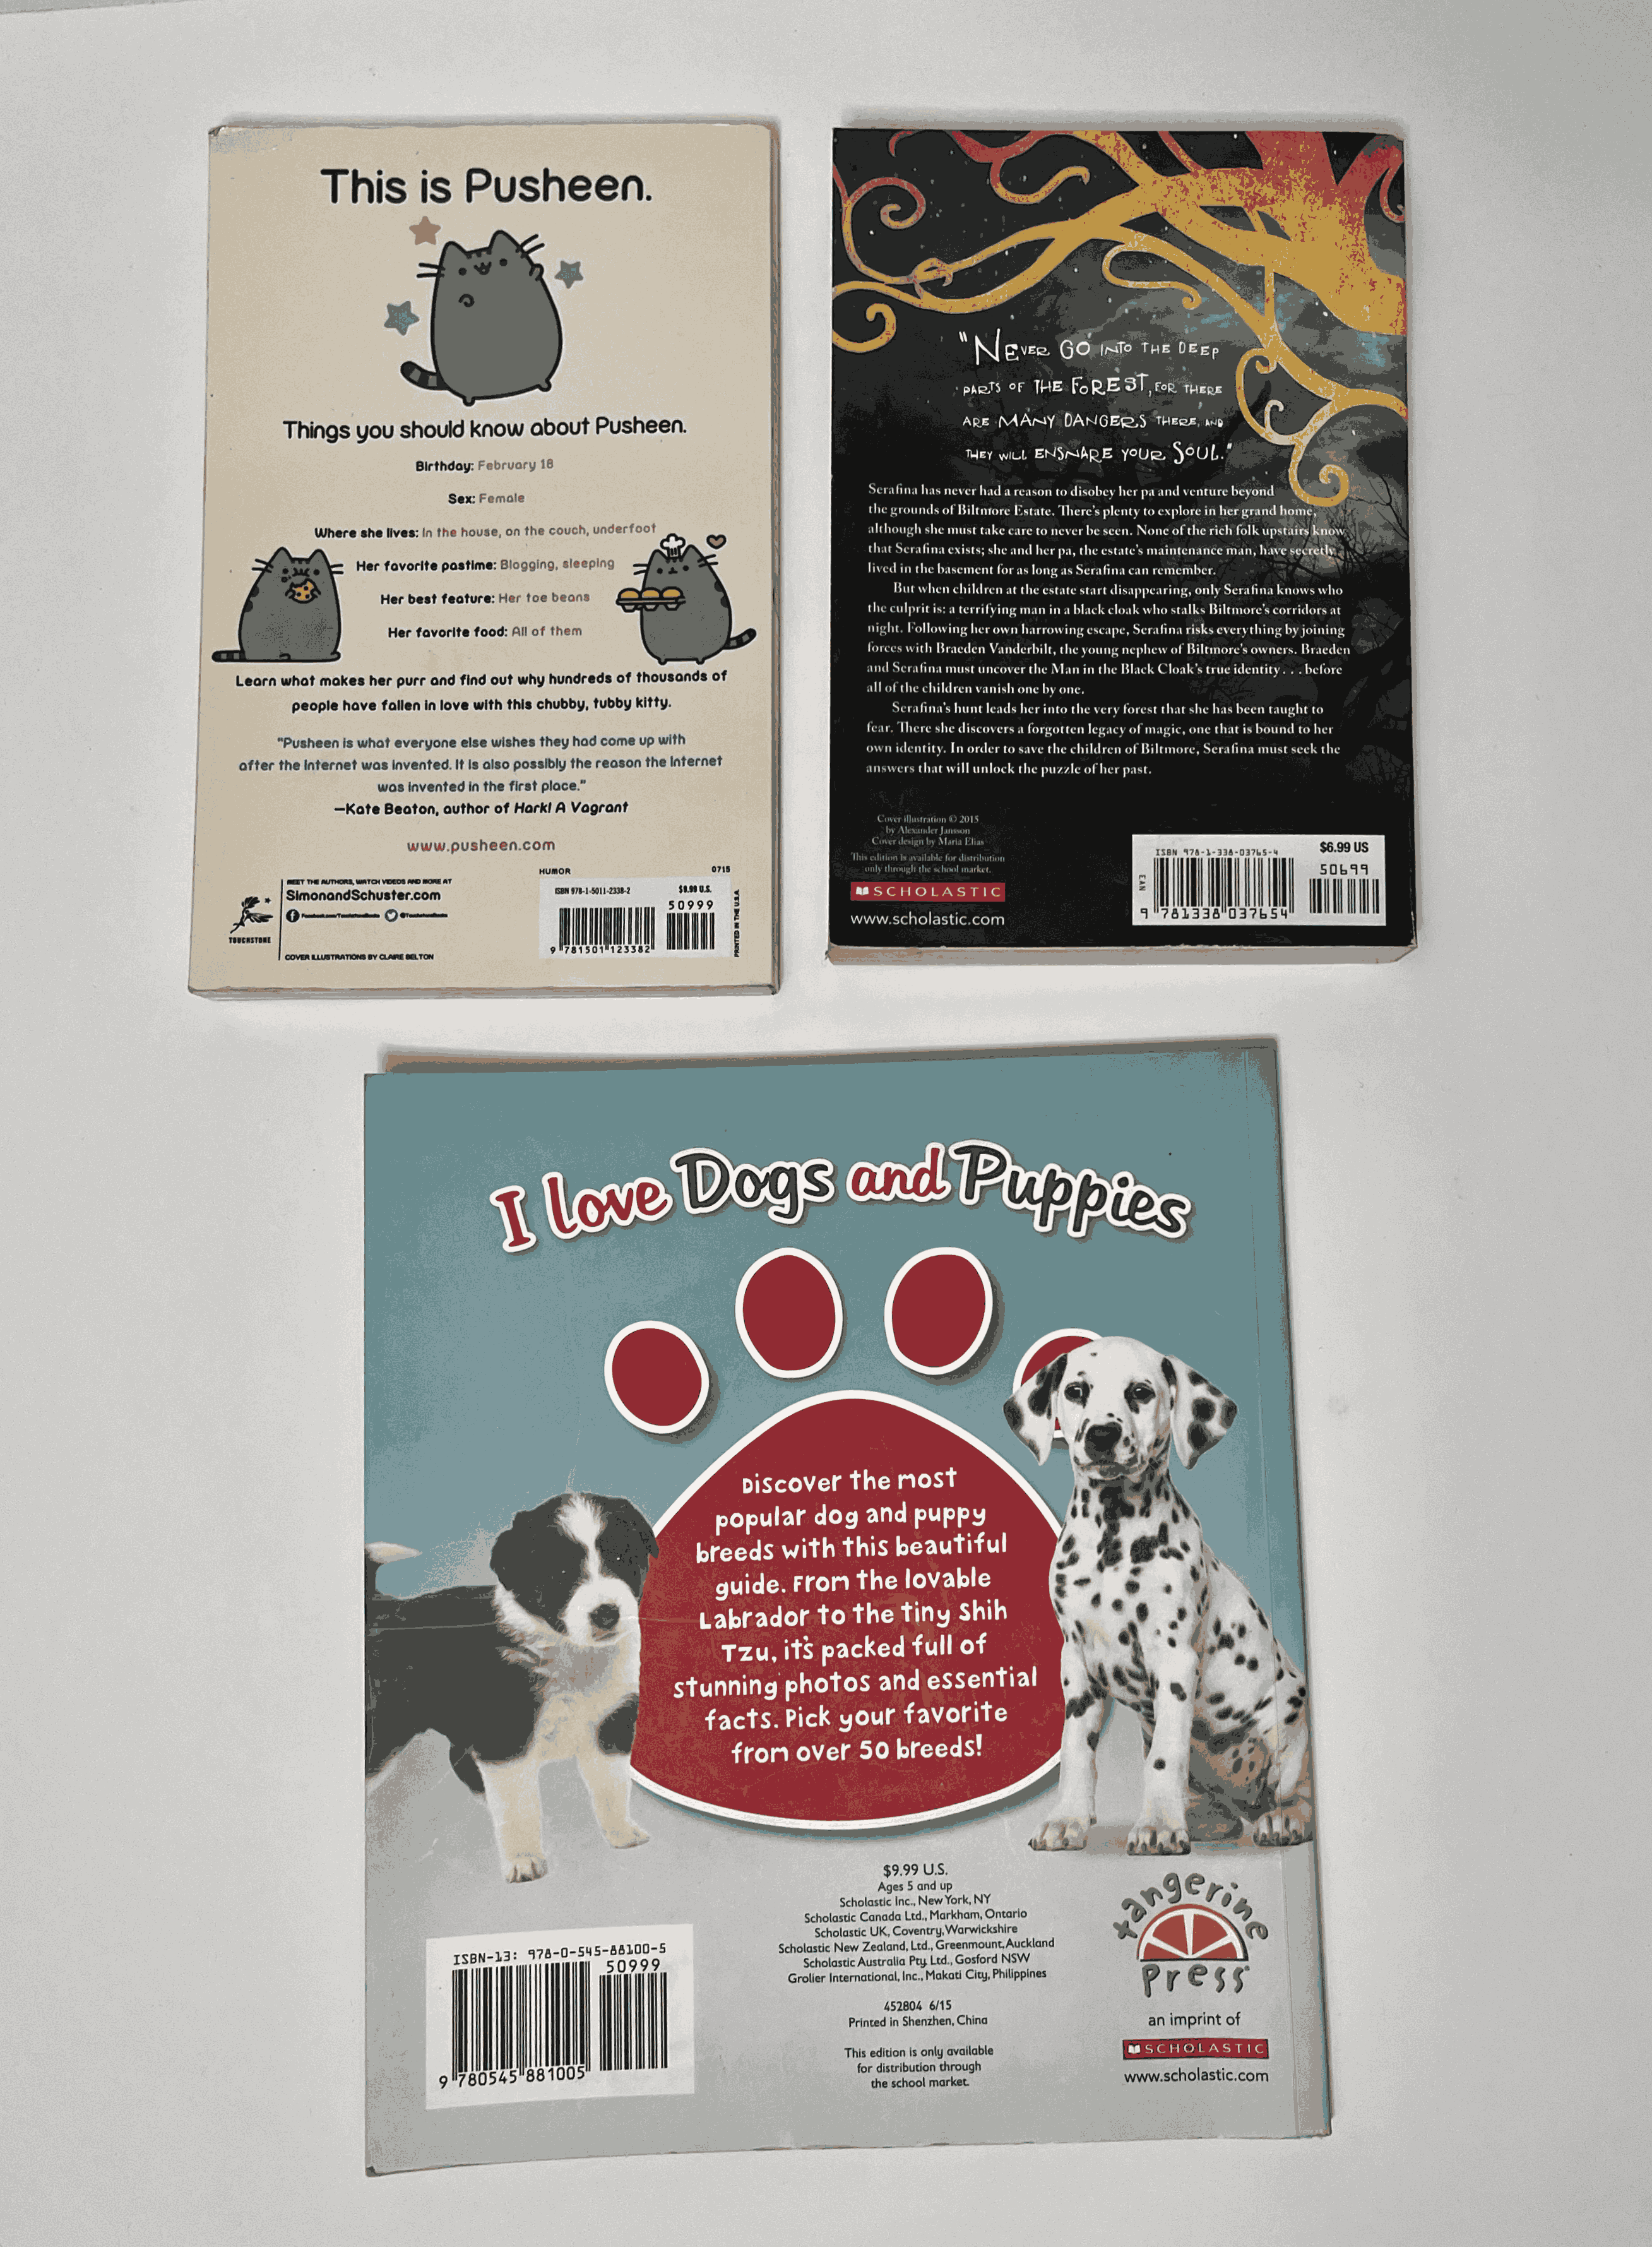 This is Pusheen.
Things you should know about Pusheen.
Birthday: February 18
Sex: Female
Where she lives: In the house, on the couch, underfoot
Her favorite pastime: Blogging, sleeping
Her best feature: Her toe beans
Her favorite food: All of them
Learn what makes her purr and find out why hundreds of thousands of
people have fallen in love with this chubby, tubby kitty.
"Pusheen is what everyone else wishes they had come up with
after the Internet was invented. It is also possibly the reason the Internet
was invented in the first place."
—Kate Beaton, author of Hark! A Vagrant
www.pusheen.com
HUMOR
0715
MEET THE AUTHORS, WATCH VIDEOS AND MORE AT
SimonandSchuster.com
Facebook.com/TouchstoneBooks @TouchstoneBooks
TOUCHSTONE
COVER ILLUSTRATIONS BY CLAIRE BELTON
ISBN 978-1-5011-2338-2
$9.99 U.S.
50999
9 781501 123382
PRINTED IN THE U.S.A.
"NEVER GO INTO THE DEEP
PARTS OF THE FOREST, FOR THERE
ARE MANY DANGERS THERE, AND
THEY WILL ENSNARE YOUR SOUL."
Serafina has never had a reason to disobey her pa and venture beyond
the grounds of Biltmore Estate. There's plenty to explore in her grand home,
although she must take care to never be seen. None of the rich folk upstairs know
that Serafina exists; she and her pa, the estate's maintenance man, have secretly
lived in the basement for as long as Serafina can remember.
But when children at the estate start disappearing, only Serafina knows who
the culprit is: a terrifying man in a black cloak who stalks Biltmore's corridors at
night. Following her own harrowing escape, Serafina risks everything by joining
forces with Braeden Vanderbilt, the young nephew of Biltmore's owners. Braeden
and Serafina must uncover the Man in the Black Cloak's true identity . . . before
all of the children vanish one by one.
Serafina's hunt leads her into the very forest that she has been taught to
fear. There she discovers a forgotten legacy of magic, one that is bound to her
own identity. In order to save the children of Biltmore, Serafina must seek the
answers that will unlock the puzzle of her past.
Cover illustration © 2015
by Alexander Jansson
Cover design by Maria Elias
This edition is available for distribution
only through the school market.
SCHOLASTIC
www.scholastic.com
ISBN 978-1-338-03765-4
$6.99 US
50699
EAN
9 781338 037654
I love Dogs and Puppies
Discover the most
popular dog and puppy
breeds with this beautiful
guide. From the lovable
Labrador to the tiny Shih
Tzu, it's packed full of
stunning photos and essential
facts. Pick your favorite
from over 50 breeds!
$9.99 U.S.
Ages 5 and up
Scholastic Inc., New York, NY
Scholastic Canada Ltd., Markham, Ontario
Scholastic UK, Coventry, Warwickshire
Scholastic New Zealand, Ltd., Greenmount, Auckland
Scholastic Australia Pty. Ltd., Gosford NSW
Grolier International, Inc., Makati City, Philippines
452804 6/15
Printed in Shenzhen, China
This edition is only available
for distribution through
the school market.
ISBN-13: 978-0-545-88100-5
50999
9 780545 881005
tangerine
press
an imprint of
SCHOLASTIC
www.scholastic.com